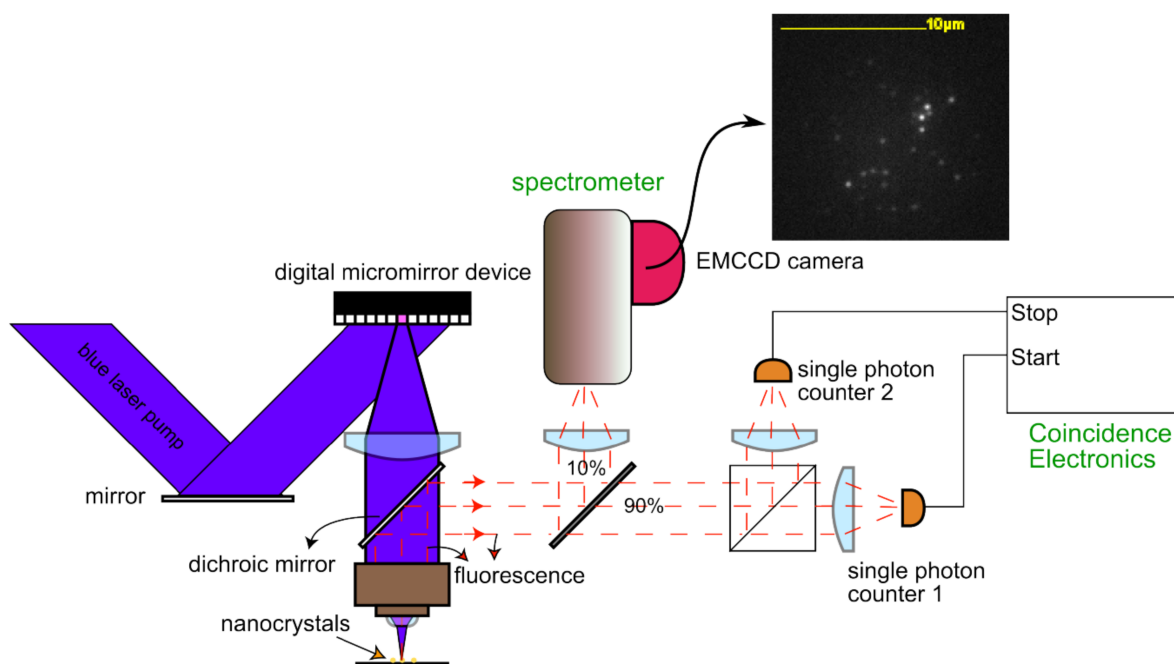 10µm
spectrometer
EMCCD camera
digital micromirror device
blue laser pump
mirror
dichroic mirror
fluorescence
nanocrystals
10%
90%
single photon
counter 2
single photon
counter 1
Stop
Start
Coincidence
Electronics